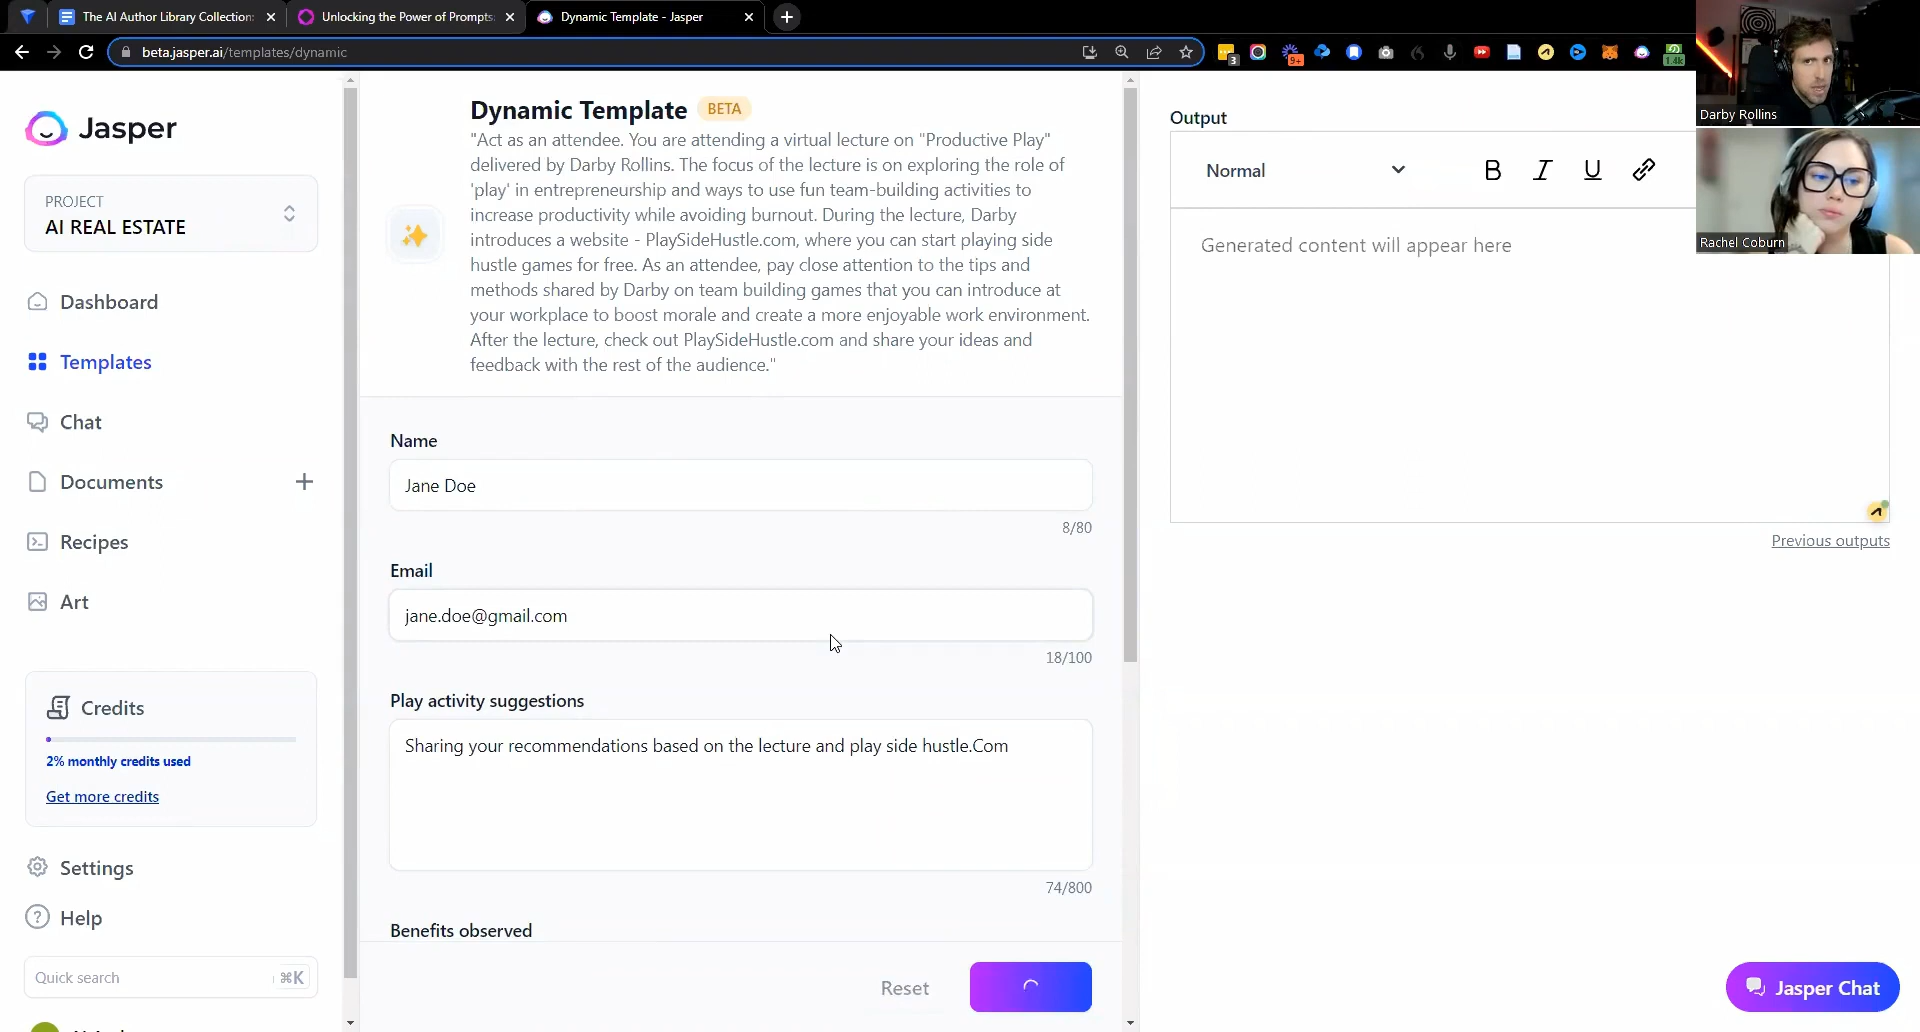 The AI Author Library Collection:
Unlocking the Power of Prompts:
Dynamic Template - Jasper
beta.jasper.ai/templates/dynamic
3
9+
1.4k
Darby Rollins
Rachel Coburn
Jasper
PROJECT
AI REAL ESTATE
Dashboard
Templates
Chat
Documents
Recipes
Art
Credits
2% monthly credits used
Get more credits
Settings
Help
Quick search
⌘K
Dynamic Template BETA
"Act as an attendee. You are attending a virtual lecture on "Productive Play"
delivered by Darby Rollins. The focus of the lecture is on exploring the role of
'play' in entrepreneurship and ways to use fun team-building activities to
increase productivity while avoiding burnout. During the lecture, Darby
introduces a website - PlaySideHustle.com, where you can start playing side
hustle games for free. As an attendee, pay close attention to the tips and
methods shared by Darby on team building games that you can introduce at
your workplace to boost morale and create a more enjoyable work environment.
After the lecture, check out PlaySideHustle.com and share your ideas and
feedback with the rest of the audience."
Name
Jane Doe
8/80
Email
jane.doe@gmail.com
18/100
Play activity suggestions
Sharing your recommendations based on the lecture and play side hustle.Com
74/800
Benefits observed
Reset
Output
Normal
B I U
Generated content will appear here
Previous outputs
Jasper Chat